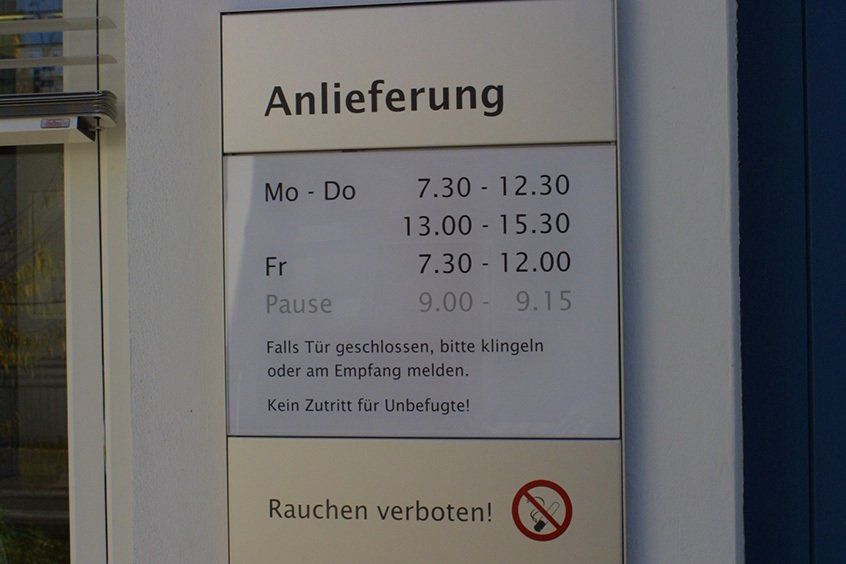 Anlieferung
Mo - Do 7.30 - 12.30
13.00 - 15.30
Fr 7.30 - 12.00
Pause 9.00 - 9.15
Falls Tür geschlossen, bitte klingeln
oder am Empfang melden.
Kein Zutritt für Unbefugte!
Rauchen verboten!